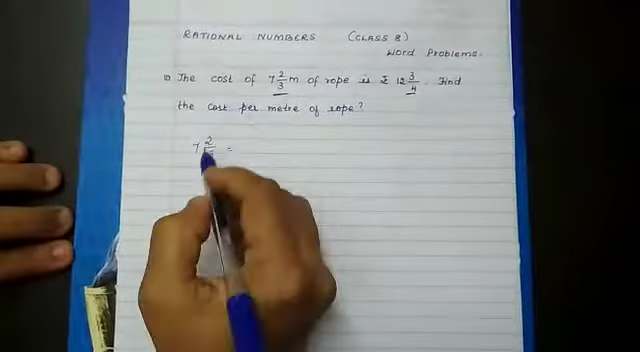 RATIONAL NUMBERS (CLASS 8)
Word Problems.
10 The cost of 7 2/3 m of rope is ₹ 12 3/4. Find
the cost per metre of rope?
7 2/3 =